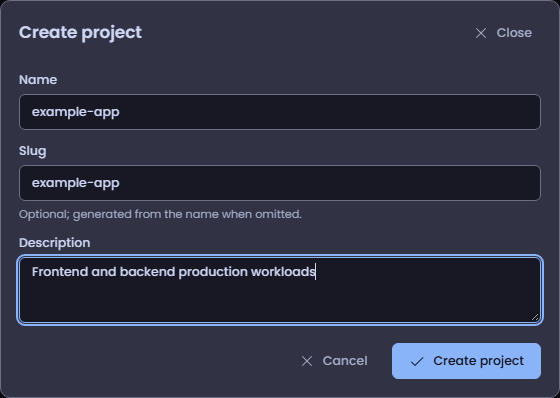 Create project
Close
Name
example-app
Slug
example-app
Optional; generated from the name when omitted.
Description
Frontend and backend production workloads
Cancel
Create project